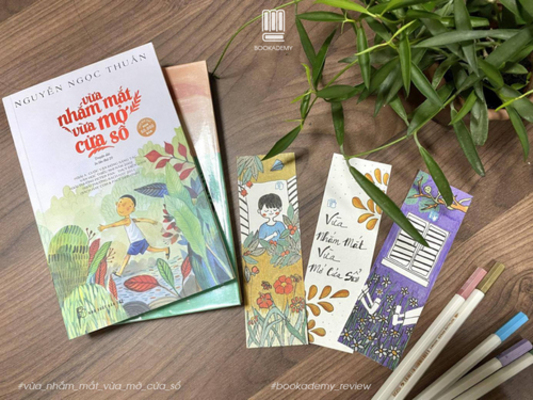 BOOKADEMY
NGUYỄN NGỌC THUẦN
vừa
nhắm mắt
vừa mở
cửa sổ
Vừa
Nhắm Mắt
Vừa
Mở Cửa Sổ
#vừa_nhắm_mắt_vừa_mở_cửa_sổ
#bookademy_review